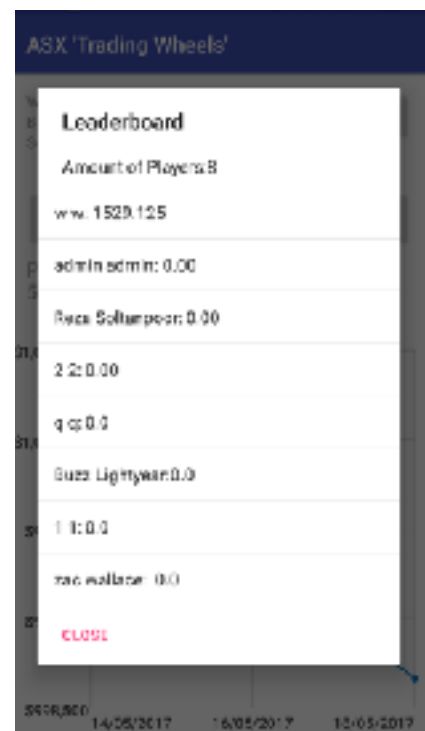 ASX 'Trading Wheels'
Leaderboard
Amount of Players:8
1529.125
admin admin: 0.00
Reza Soltanpoor: 0.00
2 2: 0.00
q q: 0.0
Buzz Lightyear: 0.0
1 1: 0.0
zac wallace: 0.0
CLOSE
$998,500
14/05/2017 16/05/2017 18/05/2017